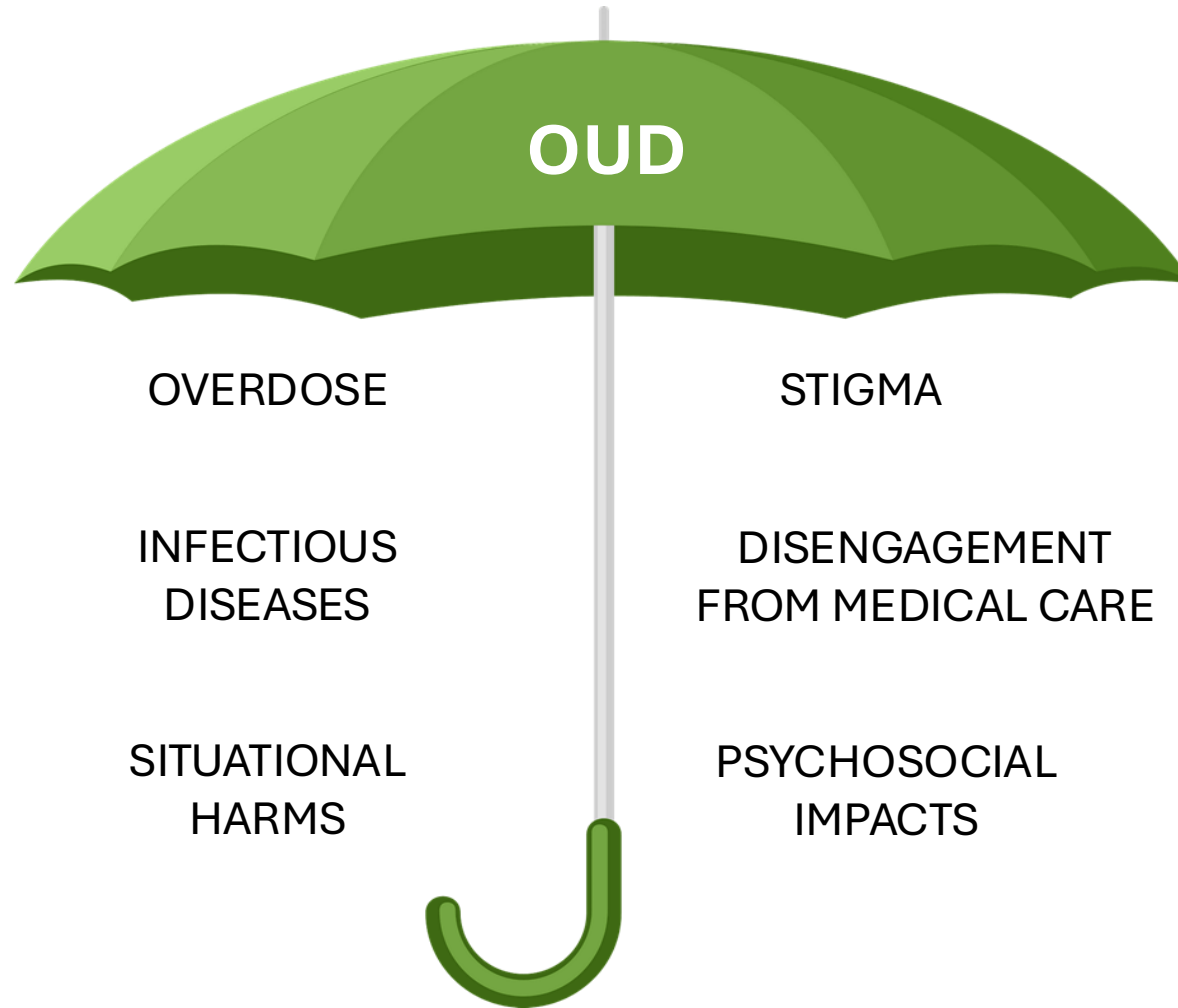 OUD
OVERDOSE
STIGMA
INFECTIOUS
DISEASES
DISENGAGEMENT
FROM MEDICAL CARE
SITUATIONAL
HARMS
PSYCHOSOCIAL
IMPACTS